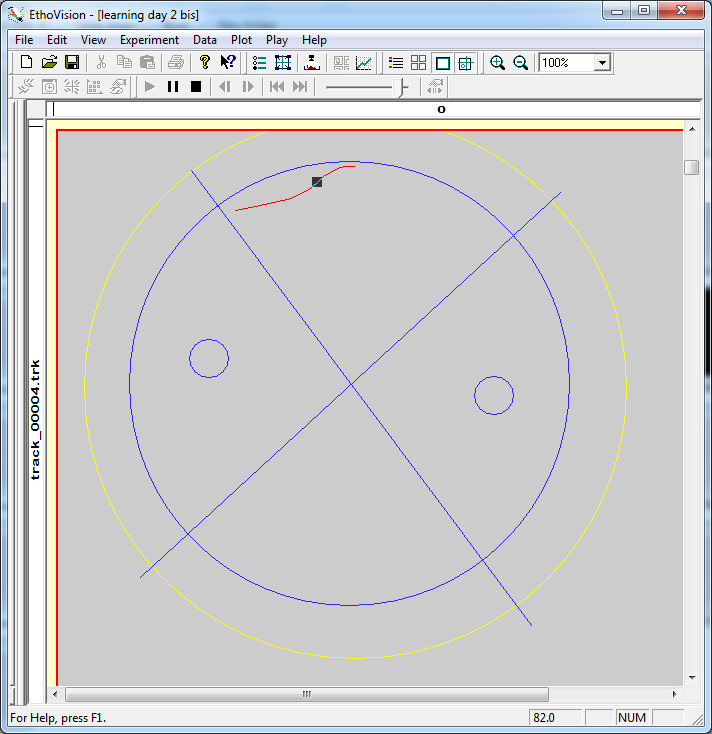 EthoVision - [learning day 2 bis]
File Edit View Experiment Data Plot Play Help
100%
0
track_00004.trk
For Help, press F1.
82.0
NUM